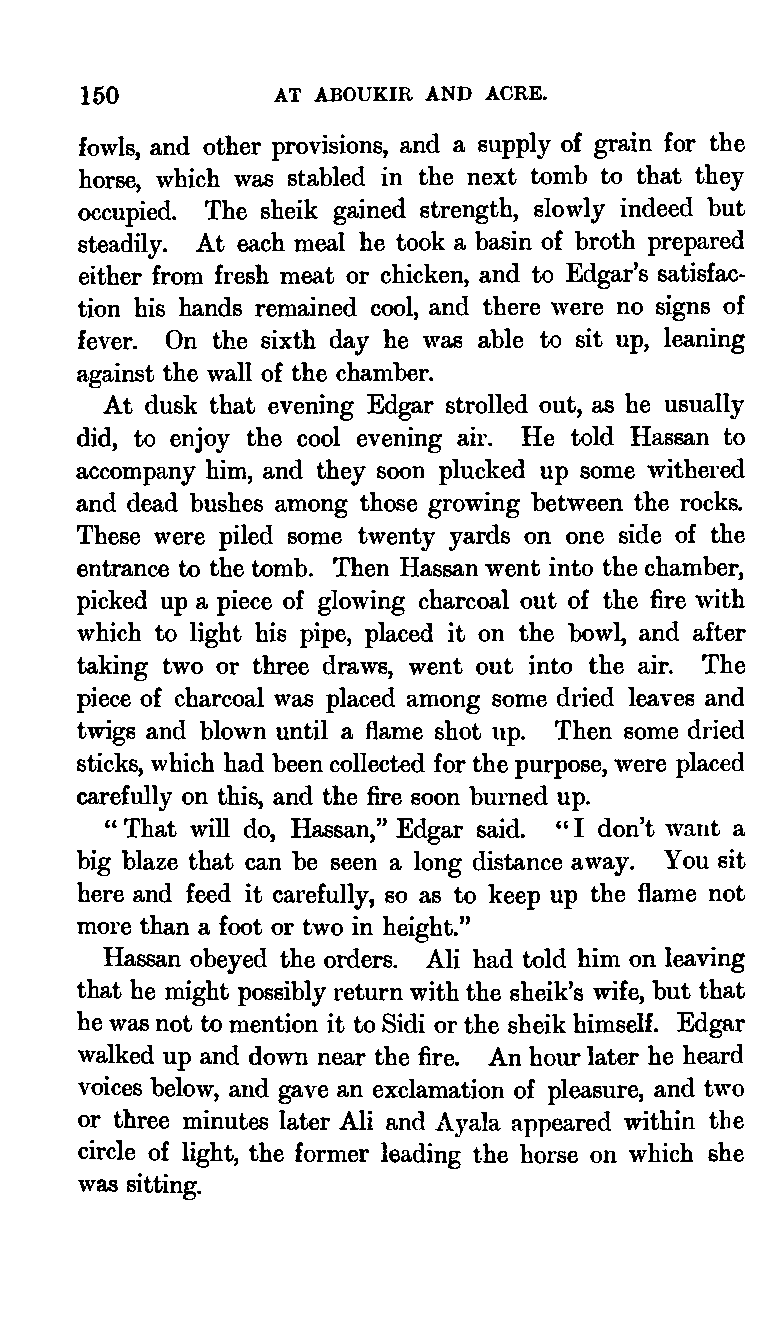 150 AT ABOUKIR AND ACRE.
fowls, and other provisions, and a supply of grain for the
horse, which was stabled in the next tomb to that they
occupied. The sheik gained strength, slowly indeed but
steadily. At each meal he took a basin of broth prepared
either from fresh meat or chicken, and to Edgar's satisfac-
tion his hands remained cool, and there were no signs of
fever. On the sixth day he was able to sit up, leaning
against the wall of the chamber.
At dusk that evening Edgar strolled out, as he usually
did, to enjoy the cool evening air. He told Hassan to
accompany him, and they soon plucked up some withered
and dead bushes among those growing between the rocks.
These were piled some twenty yards on one side of the
entrance to the tomb. Then Hassan went into the chamber,
picked up a piece of glowing charcoal out of the fire with
which to light his pipe, placed it on the bowl, and after
taking two or three draws, went out into the air. The
piece of charcoal was placed among some dried leaves and
twigs and blown until a flame shot up. Then some dried
sticks, which had been collected for the purpose, were placed
carefully on this, and the fire soon burned up.
"That will do, Hassan," Edgar said. "I don't want a
big blaze that can be seen a long distance away. You sit
here and feed it carefully, so as to keep up the flame not
more than a foot or two in height."
Hassan obeyed the orders. Ali had told him on leaving
that he might possibly return with the sheik's wife, but that
he was not to mention it to Sidi or the sheik himself. Edgar
walked up and down near the fire. An hour later he heard
voices below, and gave an exclamation of pleasure, and two
or three minutes later Ali and Ayala appeared within the
circle of light, the former leading the horse on which she
was sitting.